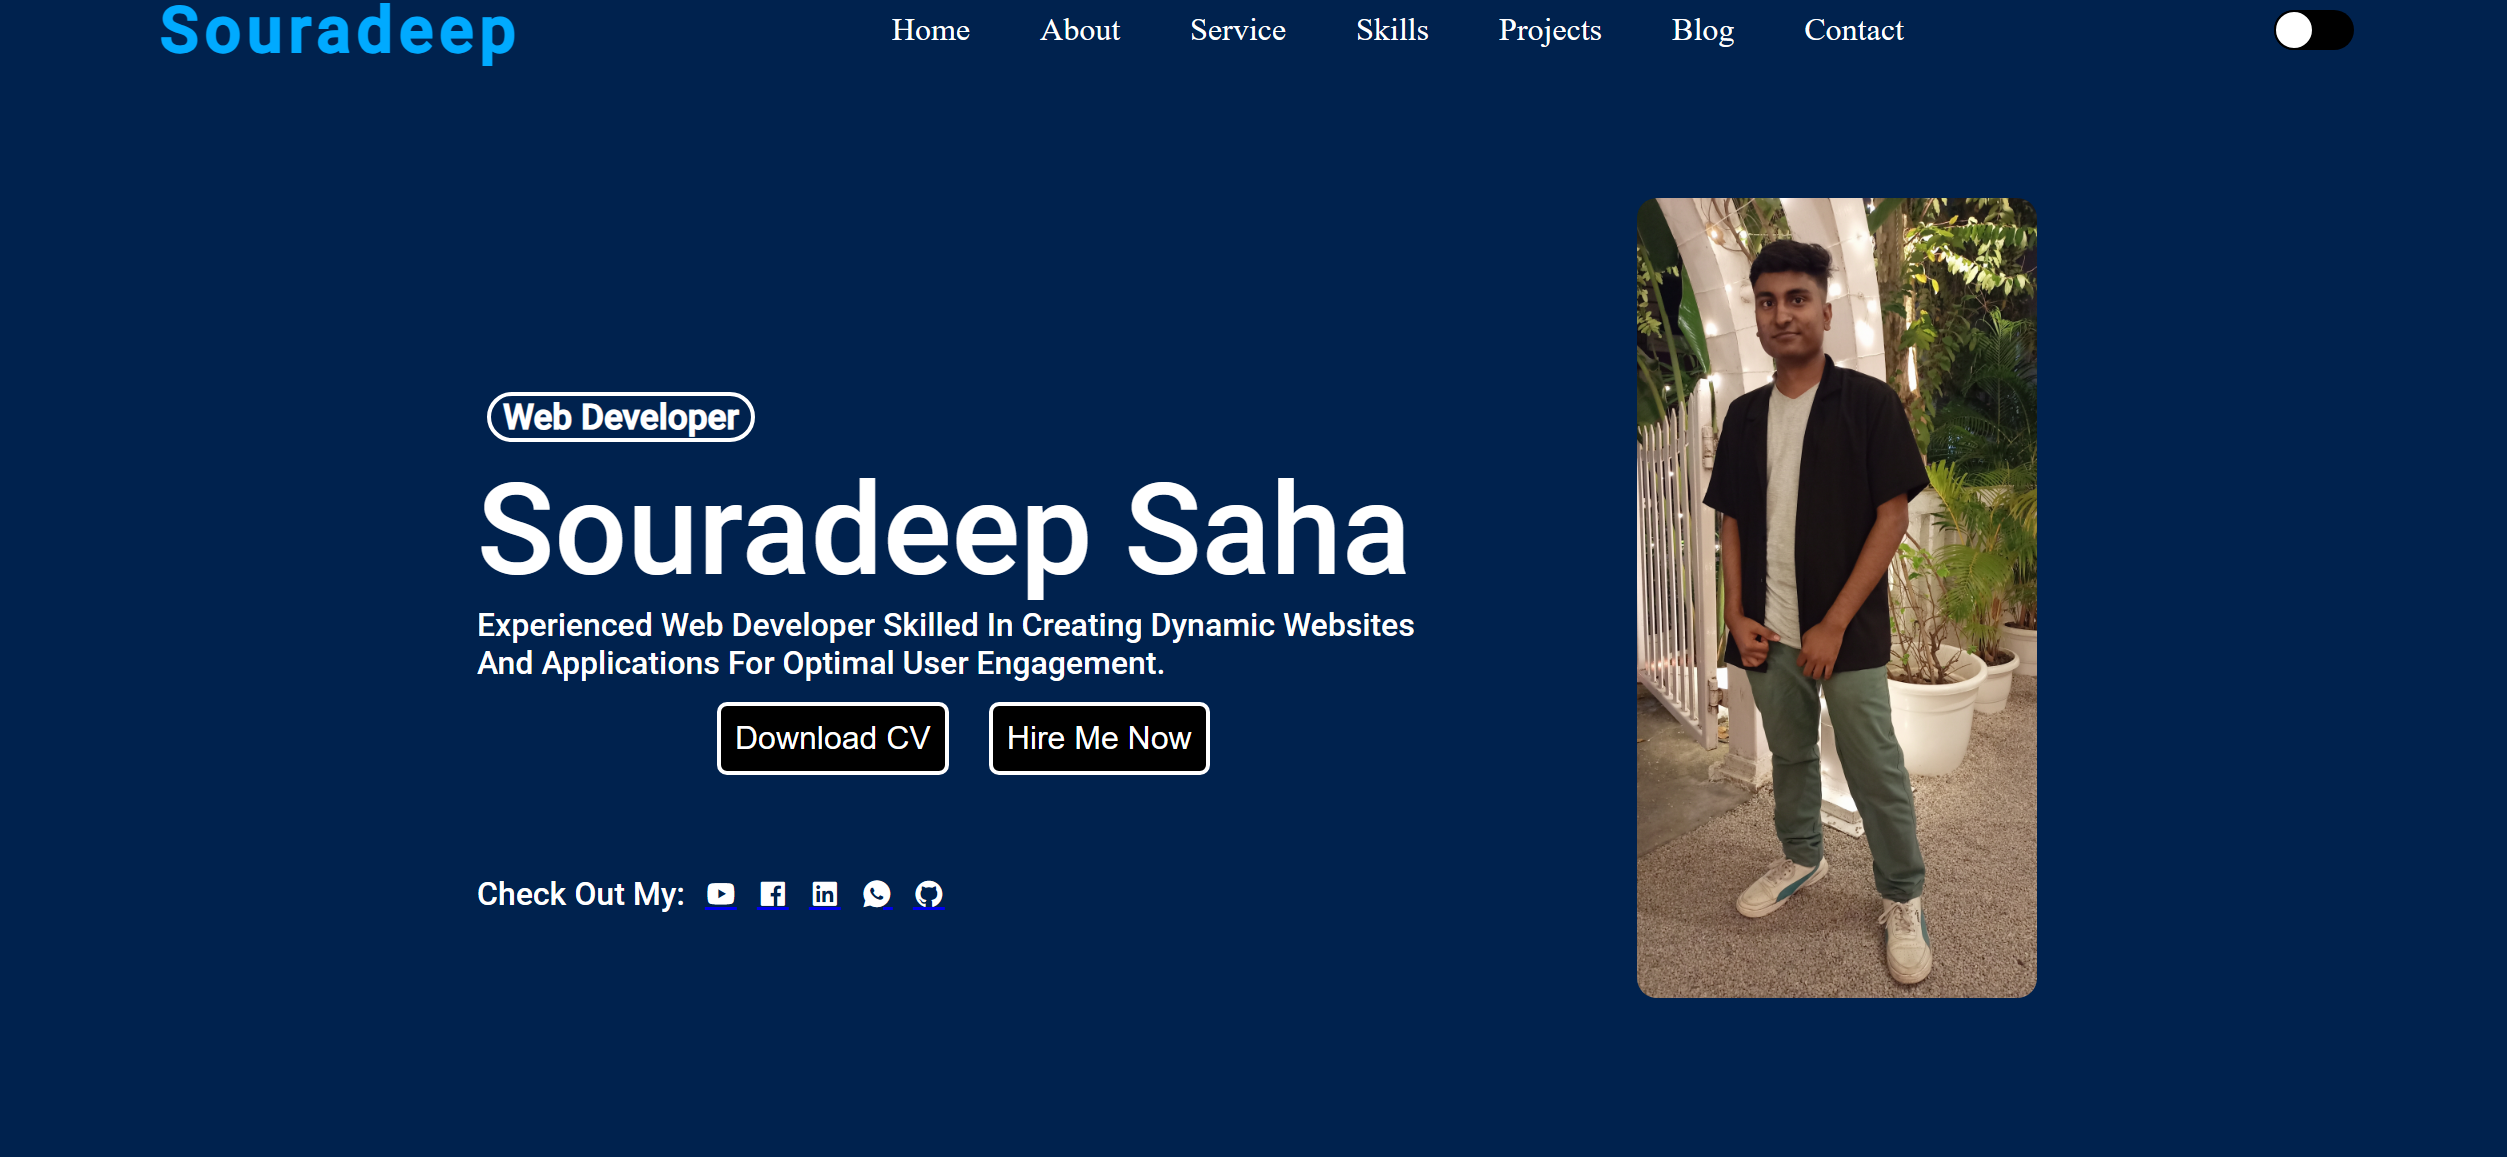 Souradeep
Home About Service Skills Projects Blog Contact
Web Developer
Souradeep Saha
Experienced Web Developer Skilled In Creating Dynamic Websites
And Applications For Optimal User Engagement.
Download CV Hire Me Now
Check Out My: